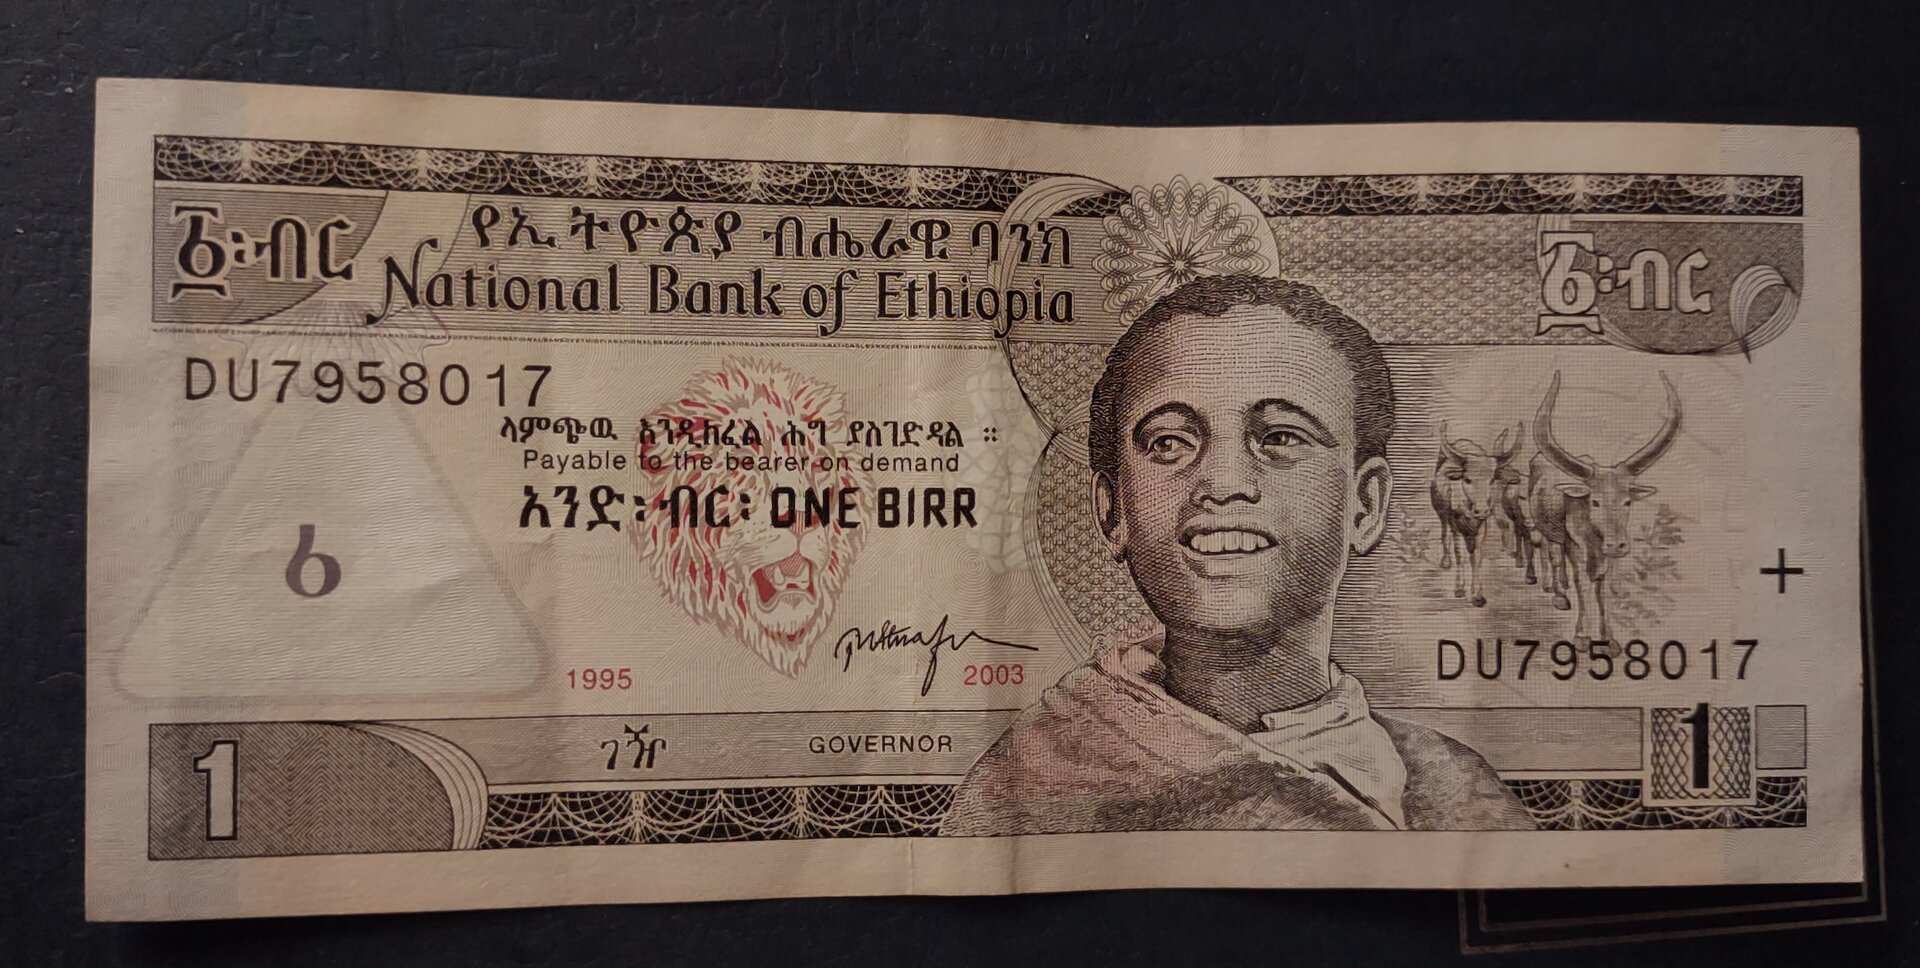 ፩፡ብር
የኢትዮጵያ ብሔራዊ ባንክ
National Bank of Ethiopia
፩፡ብር
DU7958017
ላምጭዉ እንዲከፈል ሕግ ያስገድዳል ።
Payable to the bearer on demand
አንድ፡ብር፡ ONE BIRR
፩
+
DU7958017
1995
2003
ገዥ
GOVERNOR
1
1